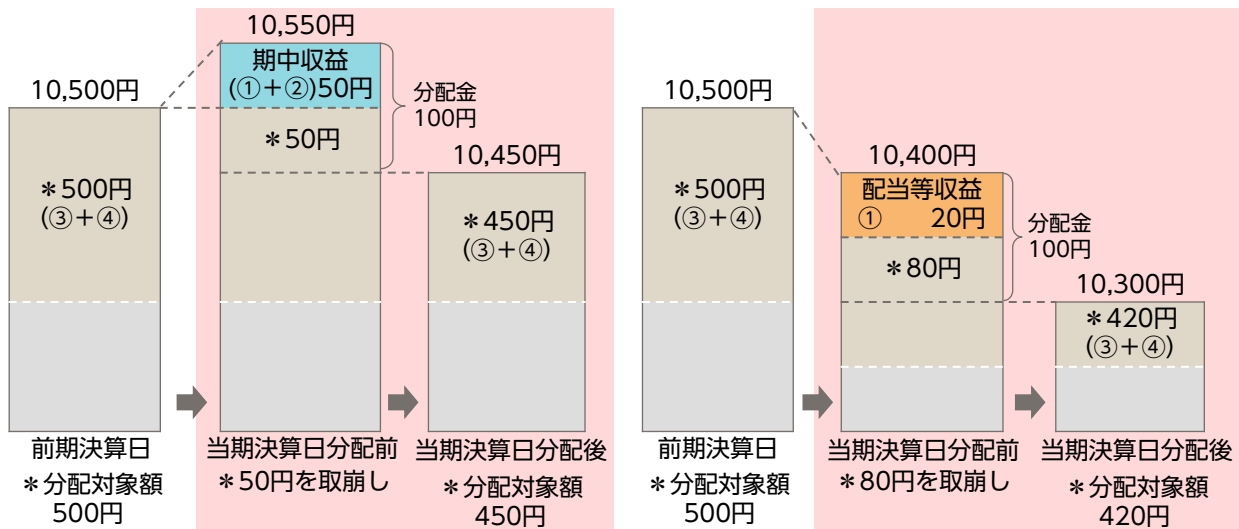 10,500円
＊500円
(③＋④)
前期決算日
＊分配対象額
500円
10,550円
期中収益
(①＋②)50円
＊50円
分配金
100円
当期決算日分配前
＊50円を取崩し
10,450円
＊450円
(③＋④)
当期決算日分配後
＊分配対象額
450円
10,500円
＊500円
(③＋④)
前期決算日
＊分配対象額
500円
10,400円
配当等収益
① 20円
＊80円
分配金
100円
当期決算日分配前
＊80円を取崩し
10,300円
＊420円
(③＋④)
当期決算日分配後
＊分配対象額
420円